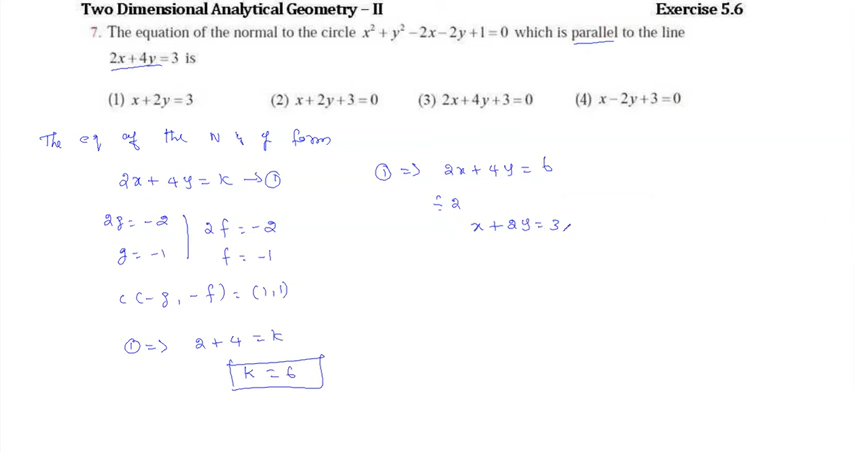 Two Dimensional Analytical Geometry – II Exercise 5.6
7. The equation of the normal to the circle x² + y² − 2x − 2y + 1 = 0 which is parallel to the line
2x + 4y = 3 is
(1) x + 2y = 3 (2) x + 2y + 3 = 0 (3) 2x + 4y + 3 = 0 (4) x − 2y + 3 = 0
The eq of the N is of form
2x + 4y = k → ①
2g = −2 | 2f = −2
g = −1 | f = −1
C(−g, −f) = (1,1)
① ⇒ 2 + 4 = k
k = 6
① ⇒ 2x + 4y = 6
÷ 2
x + 2y = 3